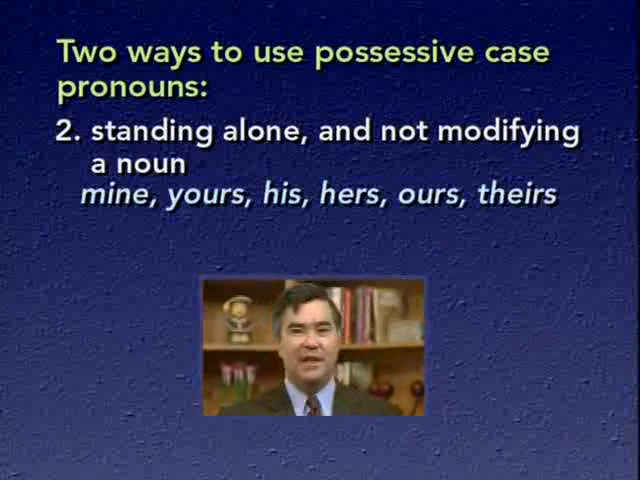 Two ways to use possessive case
pronouns:
2. standing alone, and not modifying
a noun
mine, yours, his, hers, ours, theirs